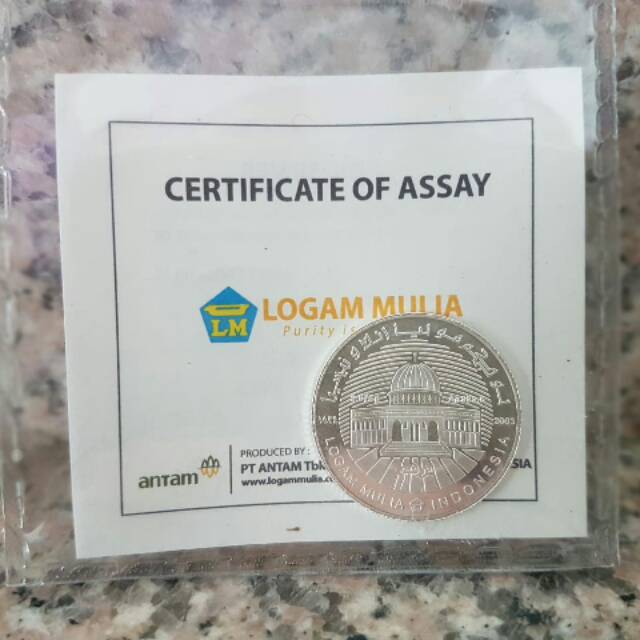 CERTIFICATE OF ASSAY
LM
LOGAM MULIA
Purity is
antam
PRODUCED BY:
PT ANTAM Tbk
SIA
www.logammulia.co
2003
LOGAM MULIA INDONESIA